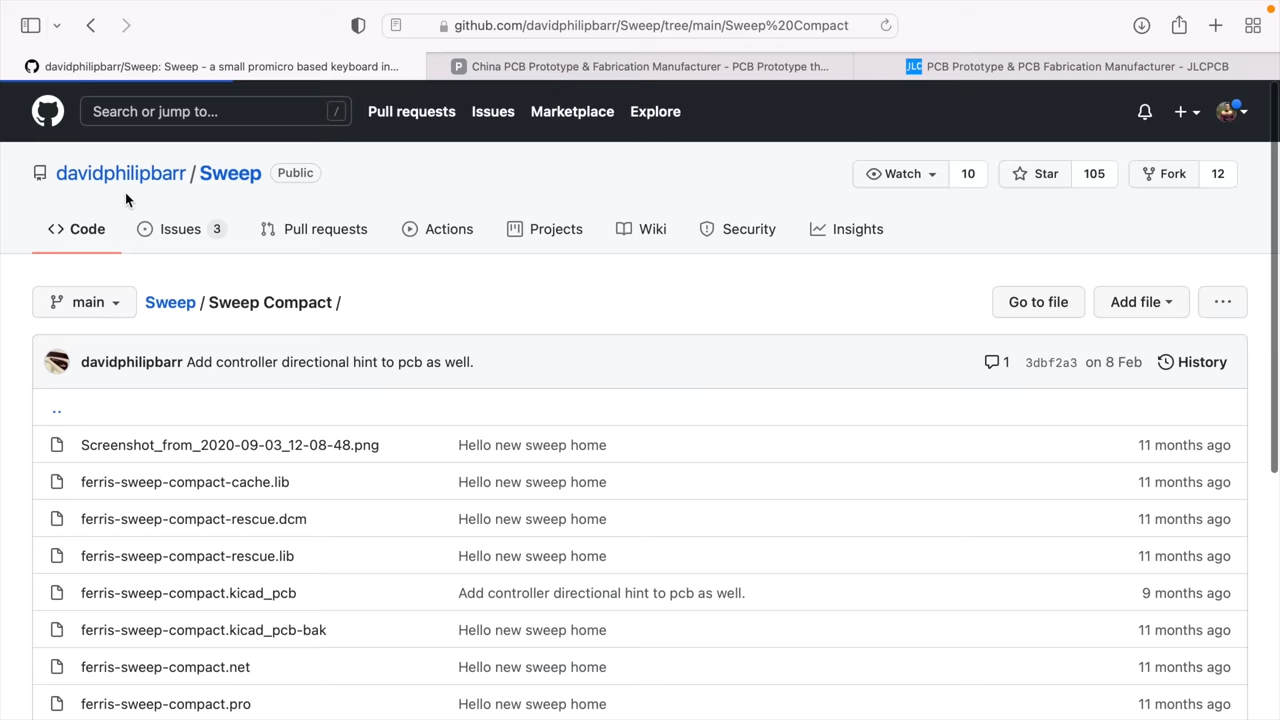 github.com/davidphilipbarr/Sweep/tree/main/Sweep%20Compact
davidphilipbarr/Sweep: Sweep - a small promicro based keyboard in...
China PCB Prototype & Fabrication Manufacturer - PCB Prototype th...
JLC PCB Prototype & PCB Fabrication Manufacturer - JLCPCB
Search or jump to... /
Pull requests
Issues
Marketplace
Explore
davidphilipbarr / Sweep Public
Watch 10
Star 105
Fork 12
Code
Issues 3
Pull requests
Actions
Projects
Wiki
Security
Insights
main
Sweep / Sweep Compact /
Go to file
Add file
...
davidphilipbarr Add controller directional hint to pcb as well. 1 3dbf2a3 on 8 Feb History
..
Screenshot_from_2020-09-03_12-08-48.png Hello new sweep home 11 months ago
ferris-sweep-compact-cache.lib Hello new sweep home 11 months ago
ferris-sweep-compact-rescue.dcm Hello new sweep home 11 months ago
ferris-sweep-compact-rescue.lib Hello new sweep home 11 months ago
ferris-sweep-compact.kicad_pcb Add controller directional hint to pcb as well. 9 months ago
ferris-sweep-compact.kicad_pcb-bak Hello new sweep home 11 months ago
ferris-sweep-compact.net Hello new sweep home 11 months ago
ferris-sweep-compact.pro Hello new sweep home 11 months ago